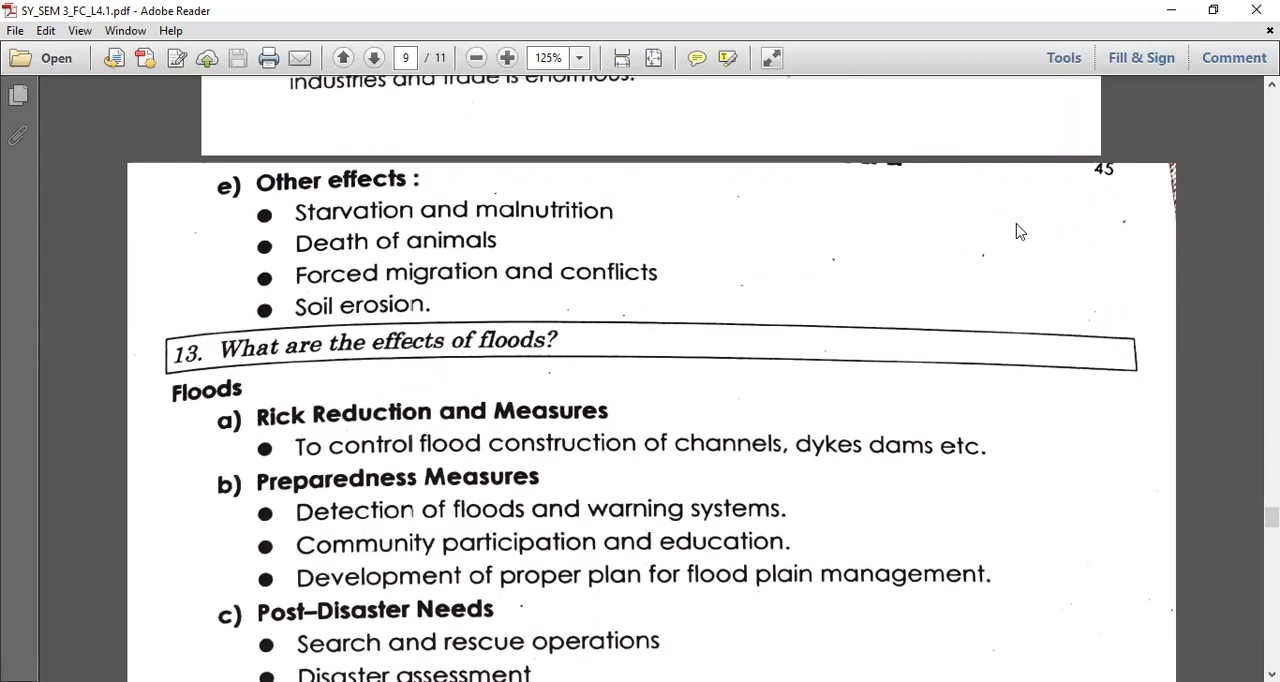 SY_SEM 3_FC_L4.1.pdf - Adobe Reader
File Edit View Window Help
Open 9 / 11 125% Tools Fill & Sign Comment
industries and trade is enormous.
45
e) Other effects :
● Starvation and malnutrition
● Death of animals
● Forced migration and conflicts
● Soil erosion.
13. What are the effects of floods?
Floods
a) Rick Reduction and Measures
● To control flood construction of channels, dykes dams etc.
b) Preparedness Measures
● Detection of floods and warning systems.
● Community participation and education.
● Development of proper plan for flood plain management.
c) Post-Disaster Needs
● Search and rescue operations
● Disaster assessment